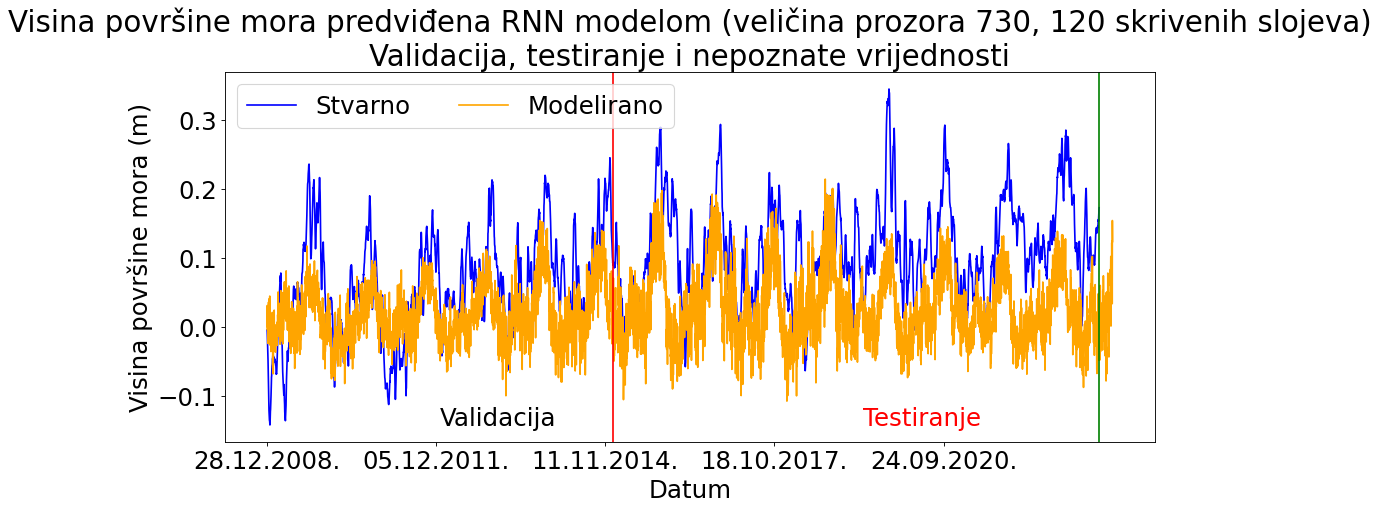 Visina površine mora predviđena RNN modelom (veličina prozora 730, 120 skrivenih slojeva)
Validacija, testiranje i nepoznate vrijednosti
Stvarno Modelirano
Visina površine mora (m)
0.3
0.2
0.1
0.0
−0.1
Validacija Testiranje
28.12.2008. 05.12.2011. 11.11.2014. 18.10.2017. 24.09.2020.
Datum